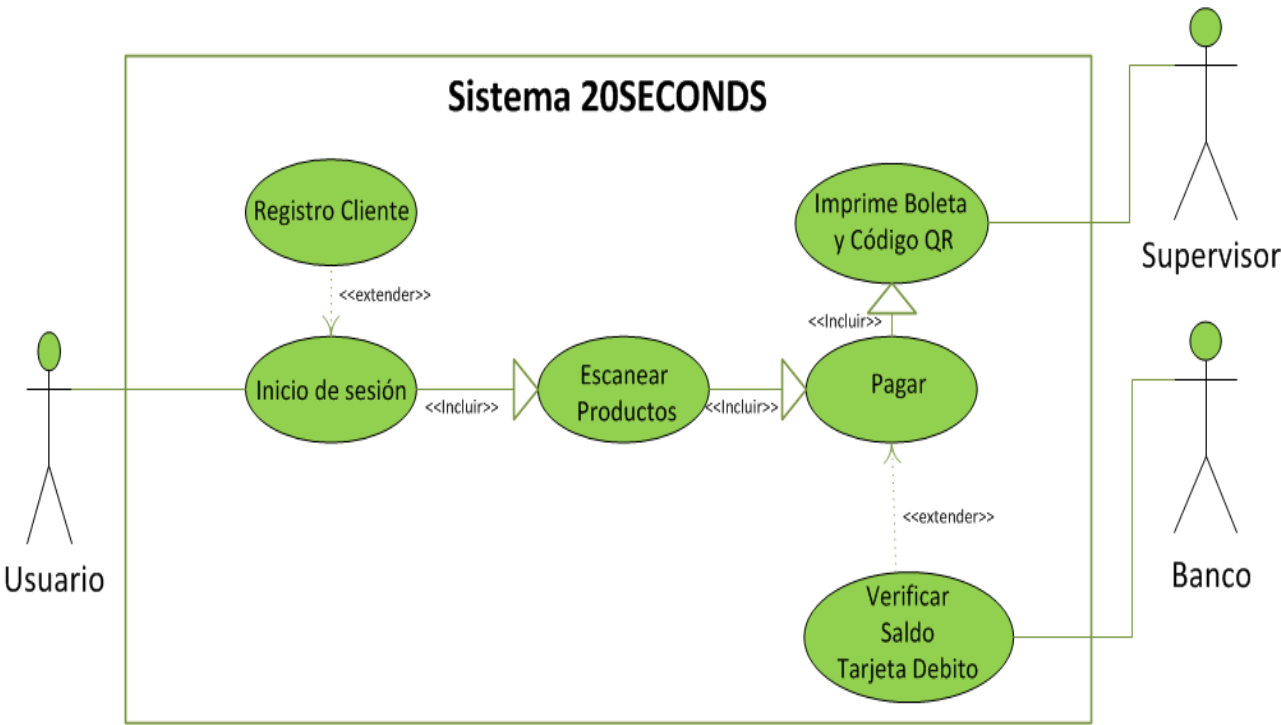 Sistema 20SECONDS
Registro Cliente
<<extender>>
Inicio de sesión
<<Incluir>>
Escanear
Productos
<<Incluir>>
Pagar
<<Incluir>>
Imprime Boleta
y Código QR
<<extender>>
Verificar
Saldo
Tarjeta Debito
Usuario
Supervisor
Banco